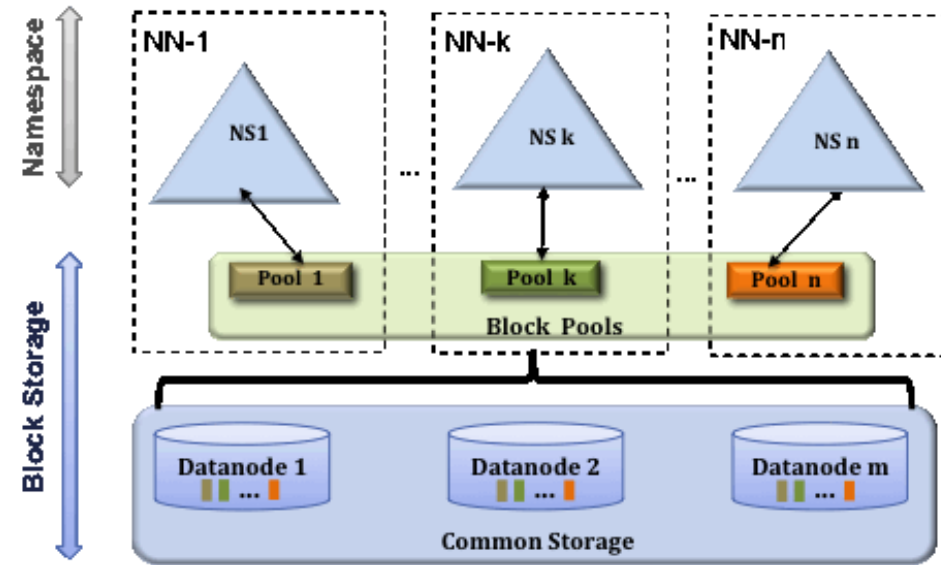 Namespace
NN-1
NN-k
NN-n
NS1
NS k
NS n
...
...
Block Storage
Pool 1
Pool k
Pool n
Block Pools
Datanode 1
...
Datanode 2
...
Datanode m
...
Common Storage